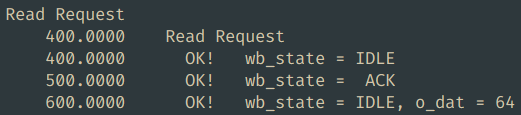 Read Request
400.0000 Read Request
400.0000 OK! wb_state = IDLE
500.0000 OK! wb_state = ACK
600.0000 OK! wb_state = IDLE, o_dat = 64